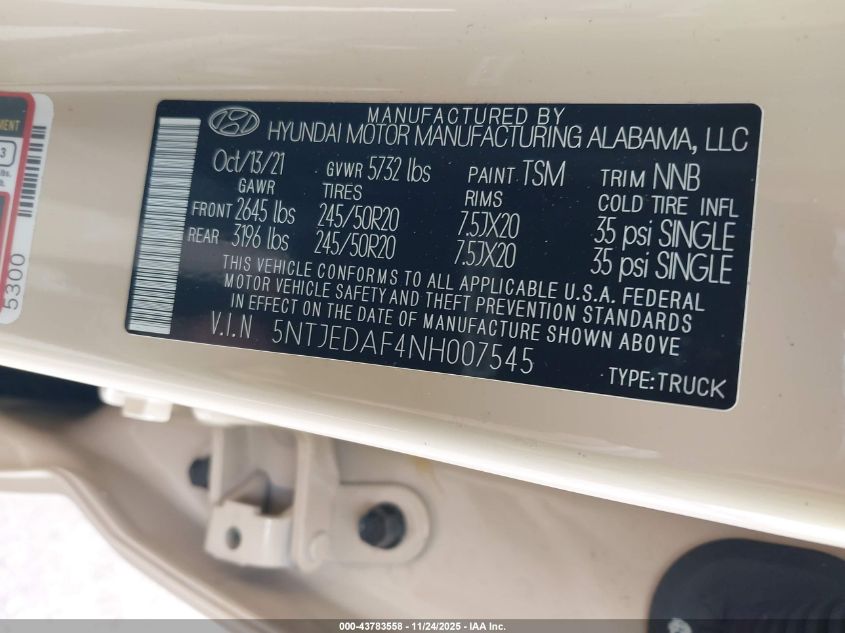 MENT
3
lbs.
b.
5300
MANUFACTURED BY
HYUNDAI MOTOR MANUFACTURING ALABAMA, LLC
Oct/13/21 GVWR 5732 lbs PAINT TSM TRIM NNB
GAWR TIRES RIMS COLD TIRE INFL
FRONT 2645 lbs 245/50R20 7.5JX20 35 psi SINGLE
REAR 3196 lbs 245/50R20 7.5JX20 35 psi SINGLE
THIS VEHICLE CONFORMS TO ALL APPLICABLE U.S.A. FEDERAL
MOTOR VEHICLE SAFETY AND THEFT PREVENTION STANDARDS
IN EFFECT ON THE DATE OF MANUFACTURE SHOWN ABOVE
V.I.N 5NTJEDAF4NH007545
TYPE:TRUCK
000-43783558 - 11/24/2025 - IAA Inc.